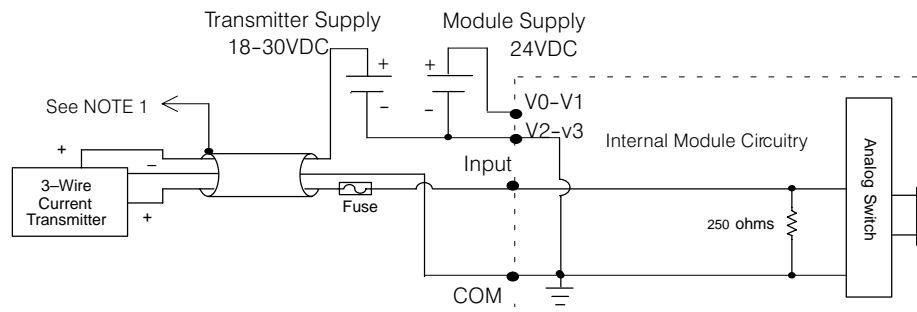 Transmitter Supply
18-30VDC
Module Supply
24VDC
+
+
-
-
See NOTE 1
V0-V1
V2-v3
Internal Module Circuitry
+
−
Input
3-Wire
Current
Transmitter
+
Fuse
250 ohms
Analog Switch
COM